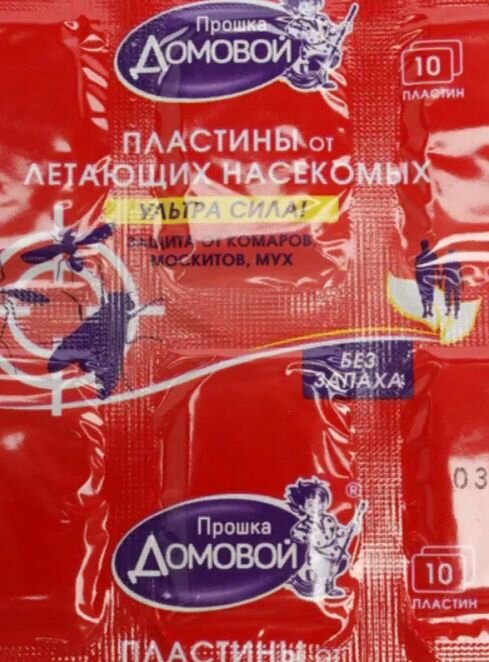 Прошка
ДОМОВОЙ
10
ПЛАСТИН
ПЛАСТИНЫ ОТ
ЛЕТАЮЩИХ НАСЕКОМЫХ
УЛЬТРА СИЛА!
ЗАЩИТА ОТ КОМАРОВ,
МОСКИТОВ, МУХ
БЕЗ
ЗАПАХА!
03
®
Прошка
ДОМОВОЙ
10
ПЛАСТИН
ПЛАСТИНЫ ОТ